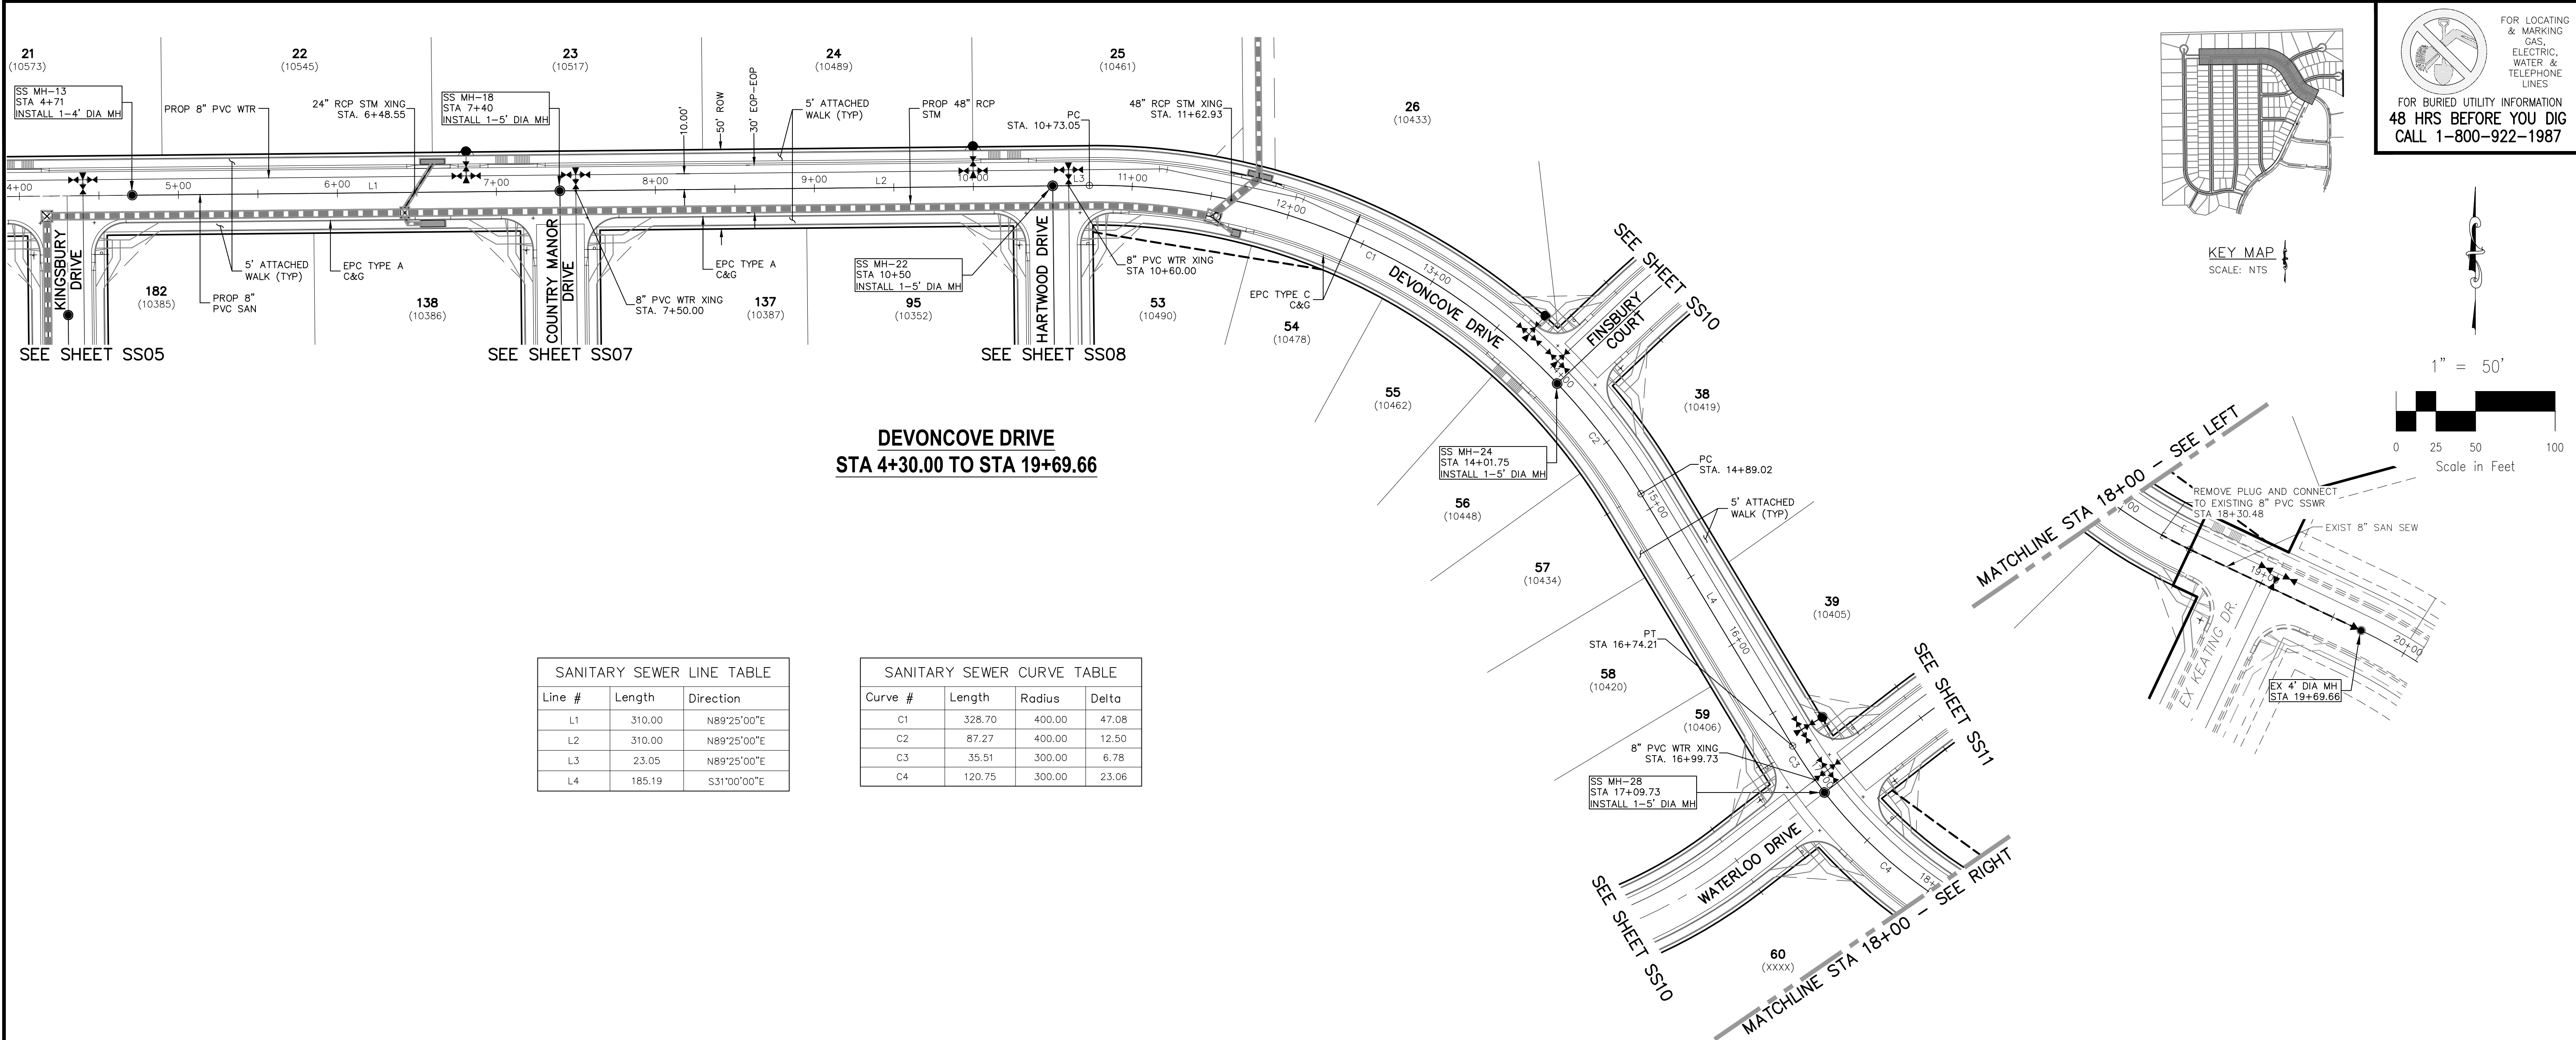 21
(10573)
22
(10545)
23
(10517)
24
(10489)
25
(10461)
26
(10433)
SS MH-13
STA 4+71
INSTALL 1-4' DIA MH
PROP 8" PVC WTR
24" RCP STM XING
STA. 6+48.55
SS MH-18
STA 7+40
INSTALL 1-5' DIA MH
10.00'
50' ROW
30' EOP-EOP
5' ATTACHED
WALK (TYP)
PROP 48" RCP
STM
PC
STA. 10+73.05
48" RCP STM XING
STA. 11+62.93
4+00
5+00
6+00
L1
7+00
8+00
9+00
L2
10+00
L3
11+00
12+00
C1
13+00
DEVONCOVE DRIVE
KINGSBURY
DRIVE
182
(10385)
PROP 8"
PVC SAN
5' ATTACHED
WALK (TYP)
EPC TYPE A
C&G
138
(10386)
COUNTRY MANOR
DRIVE
8" PVC WTR XING
STA. 7+50.00
EPC TYPE A
C&G
137
(10387)
SS MH-22
STA 10+50
INSTALL 1-5' DIA MH
95
(10352)
HARTWOOD DRIVE
8" PVC WTR XING
STA 10+60.00
53
(10490)
EPC TYPE C
C&G
54
(10478)
SEE SHEET SS05
SEE SHEET SS07
SEE SHEET SS08
DEVONCOVE DRIVE
STA 4+30.00 TO STA 19+69.66
SEE SHEET SS10
FINSBURY
COURT
38
(10419)
55
(10462)
SS MH-24
STA 14+01.75
INSTALL 1-5' DIA MH
C2
PC
STA. 14+89.02
15+00
5' ATTACHED
WALK (TYP)
56
(10448)
57
(10434)
L4
39
(10405)
16+00
PT
STA 16+74.21
58
(10420)
59
(10406)
8" PVC WTR XING
STA. 16+99.73
C3
SS MH-28
STA 17+09.73
INSTALL 1-5' DIA MH
SEE SHEET SS11
WATERLOO DRIVE
C4
SEE SHEET SS10
60
(XXXX)
MATCHLINE STA 18+00 - SEE RIGHT
SANITARY SEWER LINE TABLE
Line # Length Direction
L1 310.00 N89°25'00"E
L2 310.00 N89°25'00"E
L3 23.05 N89°25'00"E
L4 185.19 S31°00'00"E
SANITARY SEWER CURVE TABLE
Curve # Length Radius Delta
C1 328.70 400.00 47.08
C2 87.27 400.00 12.50
C3 35.51 300.00 6.78
C4 120.75 300.00 23.06
FOR LOCATING
& MARKING
GAS,
ELECTRIC,
WATER &
TELEPHONE
LINES
FOR BURIED UTILITY INFORMATION
48 HRS BEFORE YOU DIG
CALL 1-800-922-1987
KEY MAP
SCALE: NTS
1" = 50'
0 25 50 100
Scale in Feet
MATCHLINE STA 18+00 - SEE LEFT
REMOVE PLUG AND CONNECT
TO EXISTING 8" PVC SSWR
STA 18+30.48
EXIST 8" SAN SEW
EX KEATING DR.
20+00
EX 4' DIA MH
STA 19+69.66